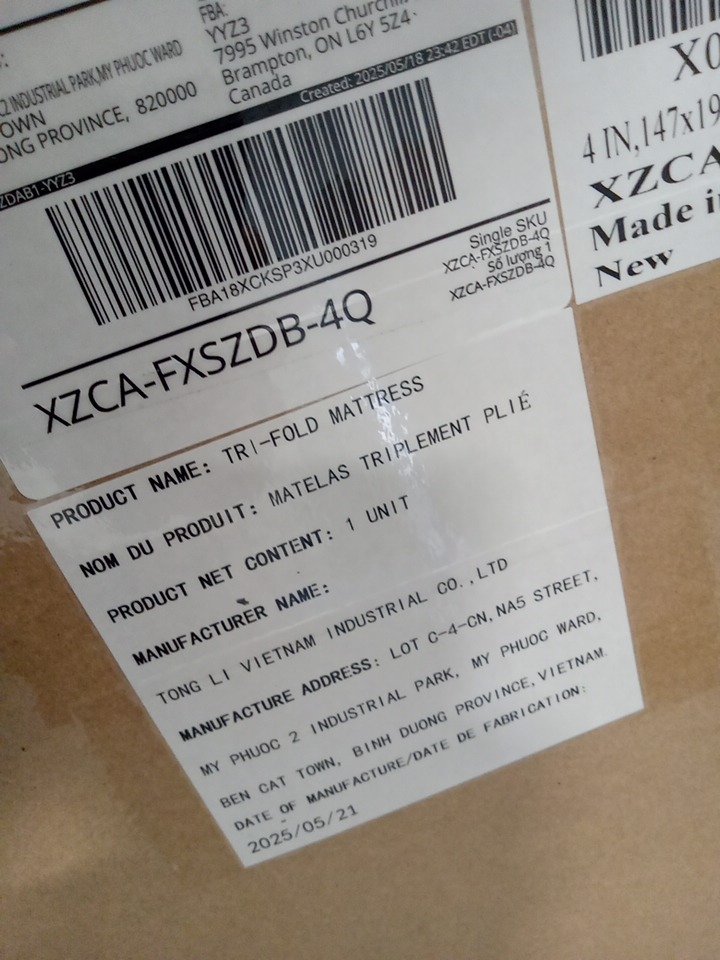 FBA:
YYZ3
7995 Winston
Brampton, ON L6Y 5Z4
Canada
INDUSTRIAL PARK,MY PHUOC WARD
PROVINCE, 820000
Created: 2025/05/18 23:42 EDT (-04)
ZDAB1-YYZ3
FBA18XCKSP3XU000319
Single SKU
XZCA-FXSZDB-4Q
Số lượng 1
XZCA-FXSZDB-4Q
XZCA-FXSZDB-4Q
PRODUCT NAME: TRI-FOLD MATTRESS
NOM DU PRODUIT: MATELAS TRIPLEMENT PLIÉ
PRODUCT NET CONTENT: 1 UNIT
MANUFACTURER NAME:
TONG LI VIETNAM INDUSTRIAL CO.,LTD
MANUFACTURE ADDRESS: LOT C-4-CN,NA5 STREET,
MY PHUOC 2 INDUSTRIAL PARK, MY PHUOC WARD,
BEN CAT TOWN, BINH DUONG PROVINCE,VIETNAM.
DATE OF MANUFACTURE/DATE DE FABRICATION:
2025/05/21
X0
4 IN,147x19
XZCA
Made in
New